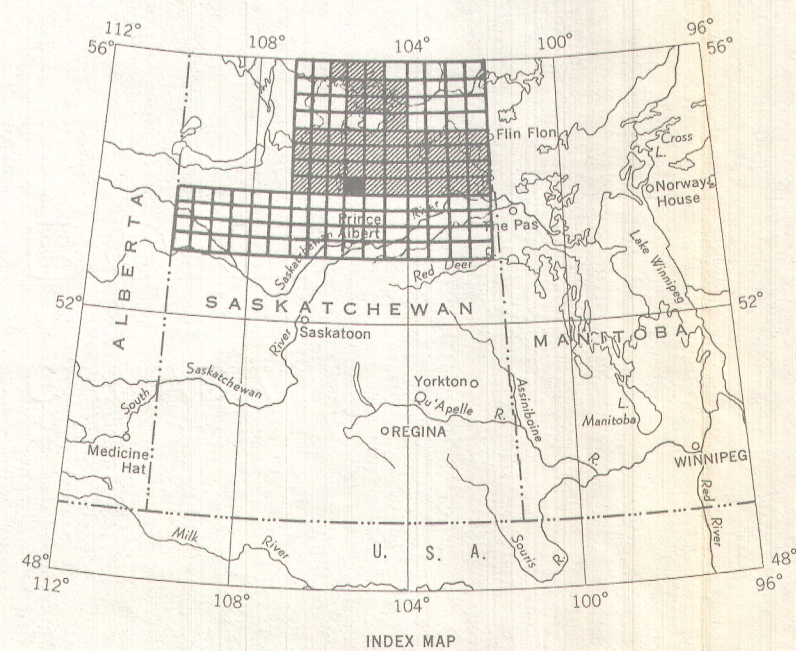 112° 108° 104° 100° 96°
56° 56°
Flin Flon
Cross
L.
Norway
House
ALBERTA
Prince
Albert
River
The Pas
Saskatchewan
Red Deer
R.
Lake Winnipeg
52° 52°
SASKATCHEWAN
MANITOBA
Saskatoon
River
Saskatchewan
South
Yorkton
Qu'Apelle R.
Assiniboine
R.
L.
Manitoba
REGINA
Medicine
Hat
WINNIPEG
Red
River
Milk River
U. S. A.
Souris
R.
48° 48°
112° 108° 104° 100° 96°
INDEX MAP